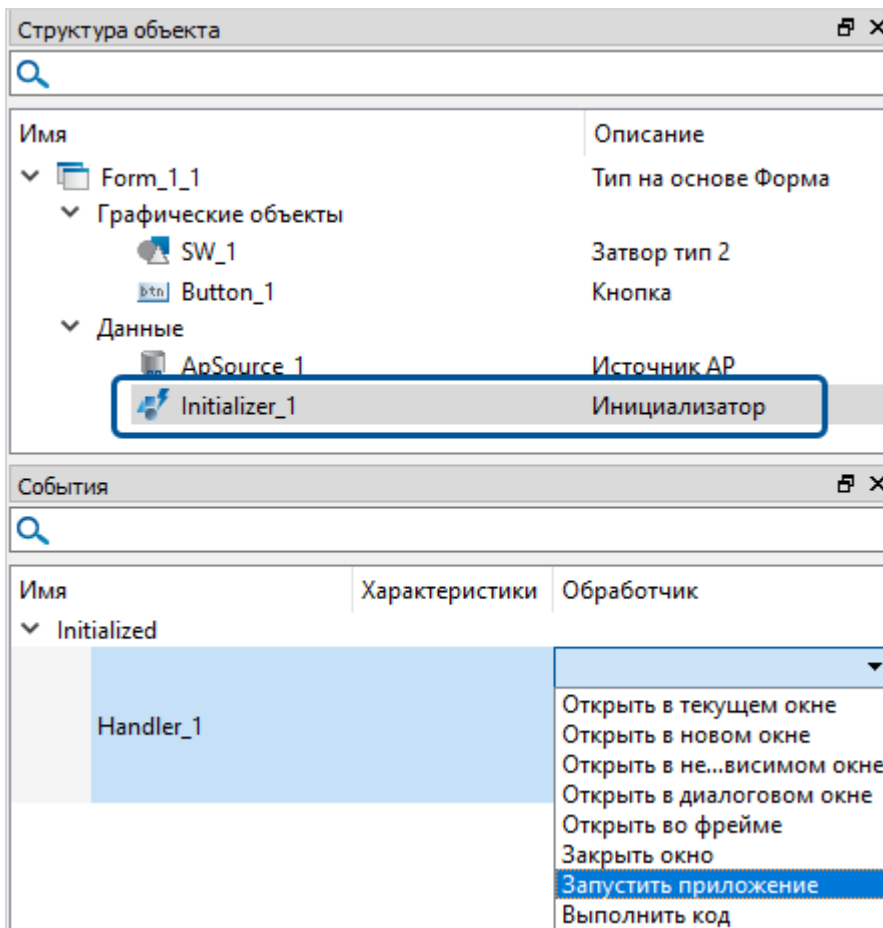 Структура объекта
Имя Описание
Form_1_1 Тип на основе Форма
Графические объекты
SW_1 Затвор тип 2
btn Button_1 Кнопка
Данные
ApSource_1 Источник АР
Initializer_1 Инициализатор
События
Имя Характеристики Обработчик
Initialized
Handler_1
Открыть в текущем окне
Открыть в новом окне
Открыть в не...висимом окне
Открыть в диалоговом окне
Открыть во фрейме
Закрыть окно
Запустить приложение
Выполнить код